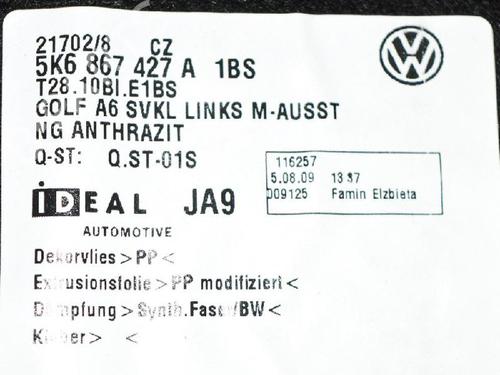 21702/8 CZ
5K6 867 427 A 1BS
T28.10BI.E1BS
GOLF A6 SVKL LINKS M-AUSST
NG ANTHRAZIT
Q-ST: Q.ST-01S
116257
5.08.09 13 37
009125 Famin Elzbieta
iDEAL JA9
AUTOMOTIVE
Dekorvlies >PP<
Extrusionsfolie >PP modifiziert<
Dämpfung >Synth.Faser/BW<
Kleber> <